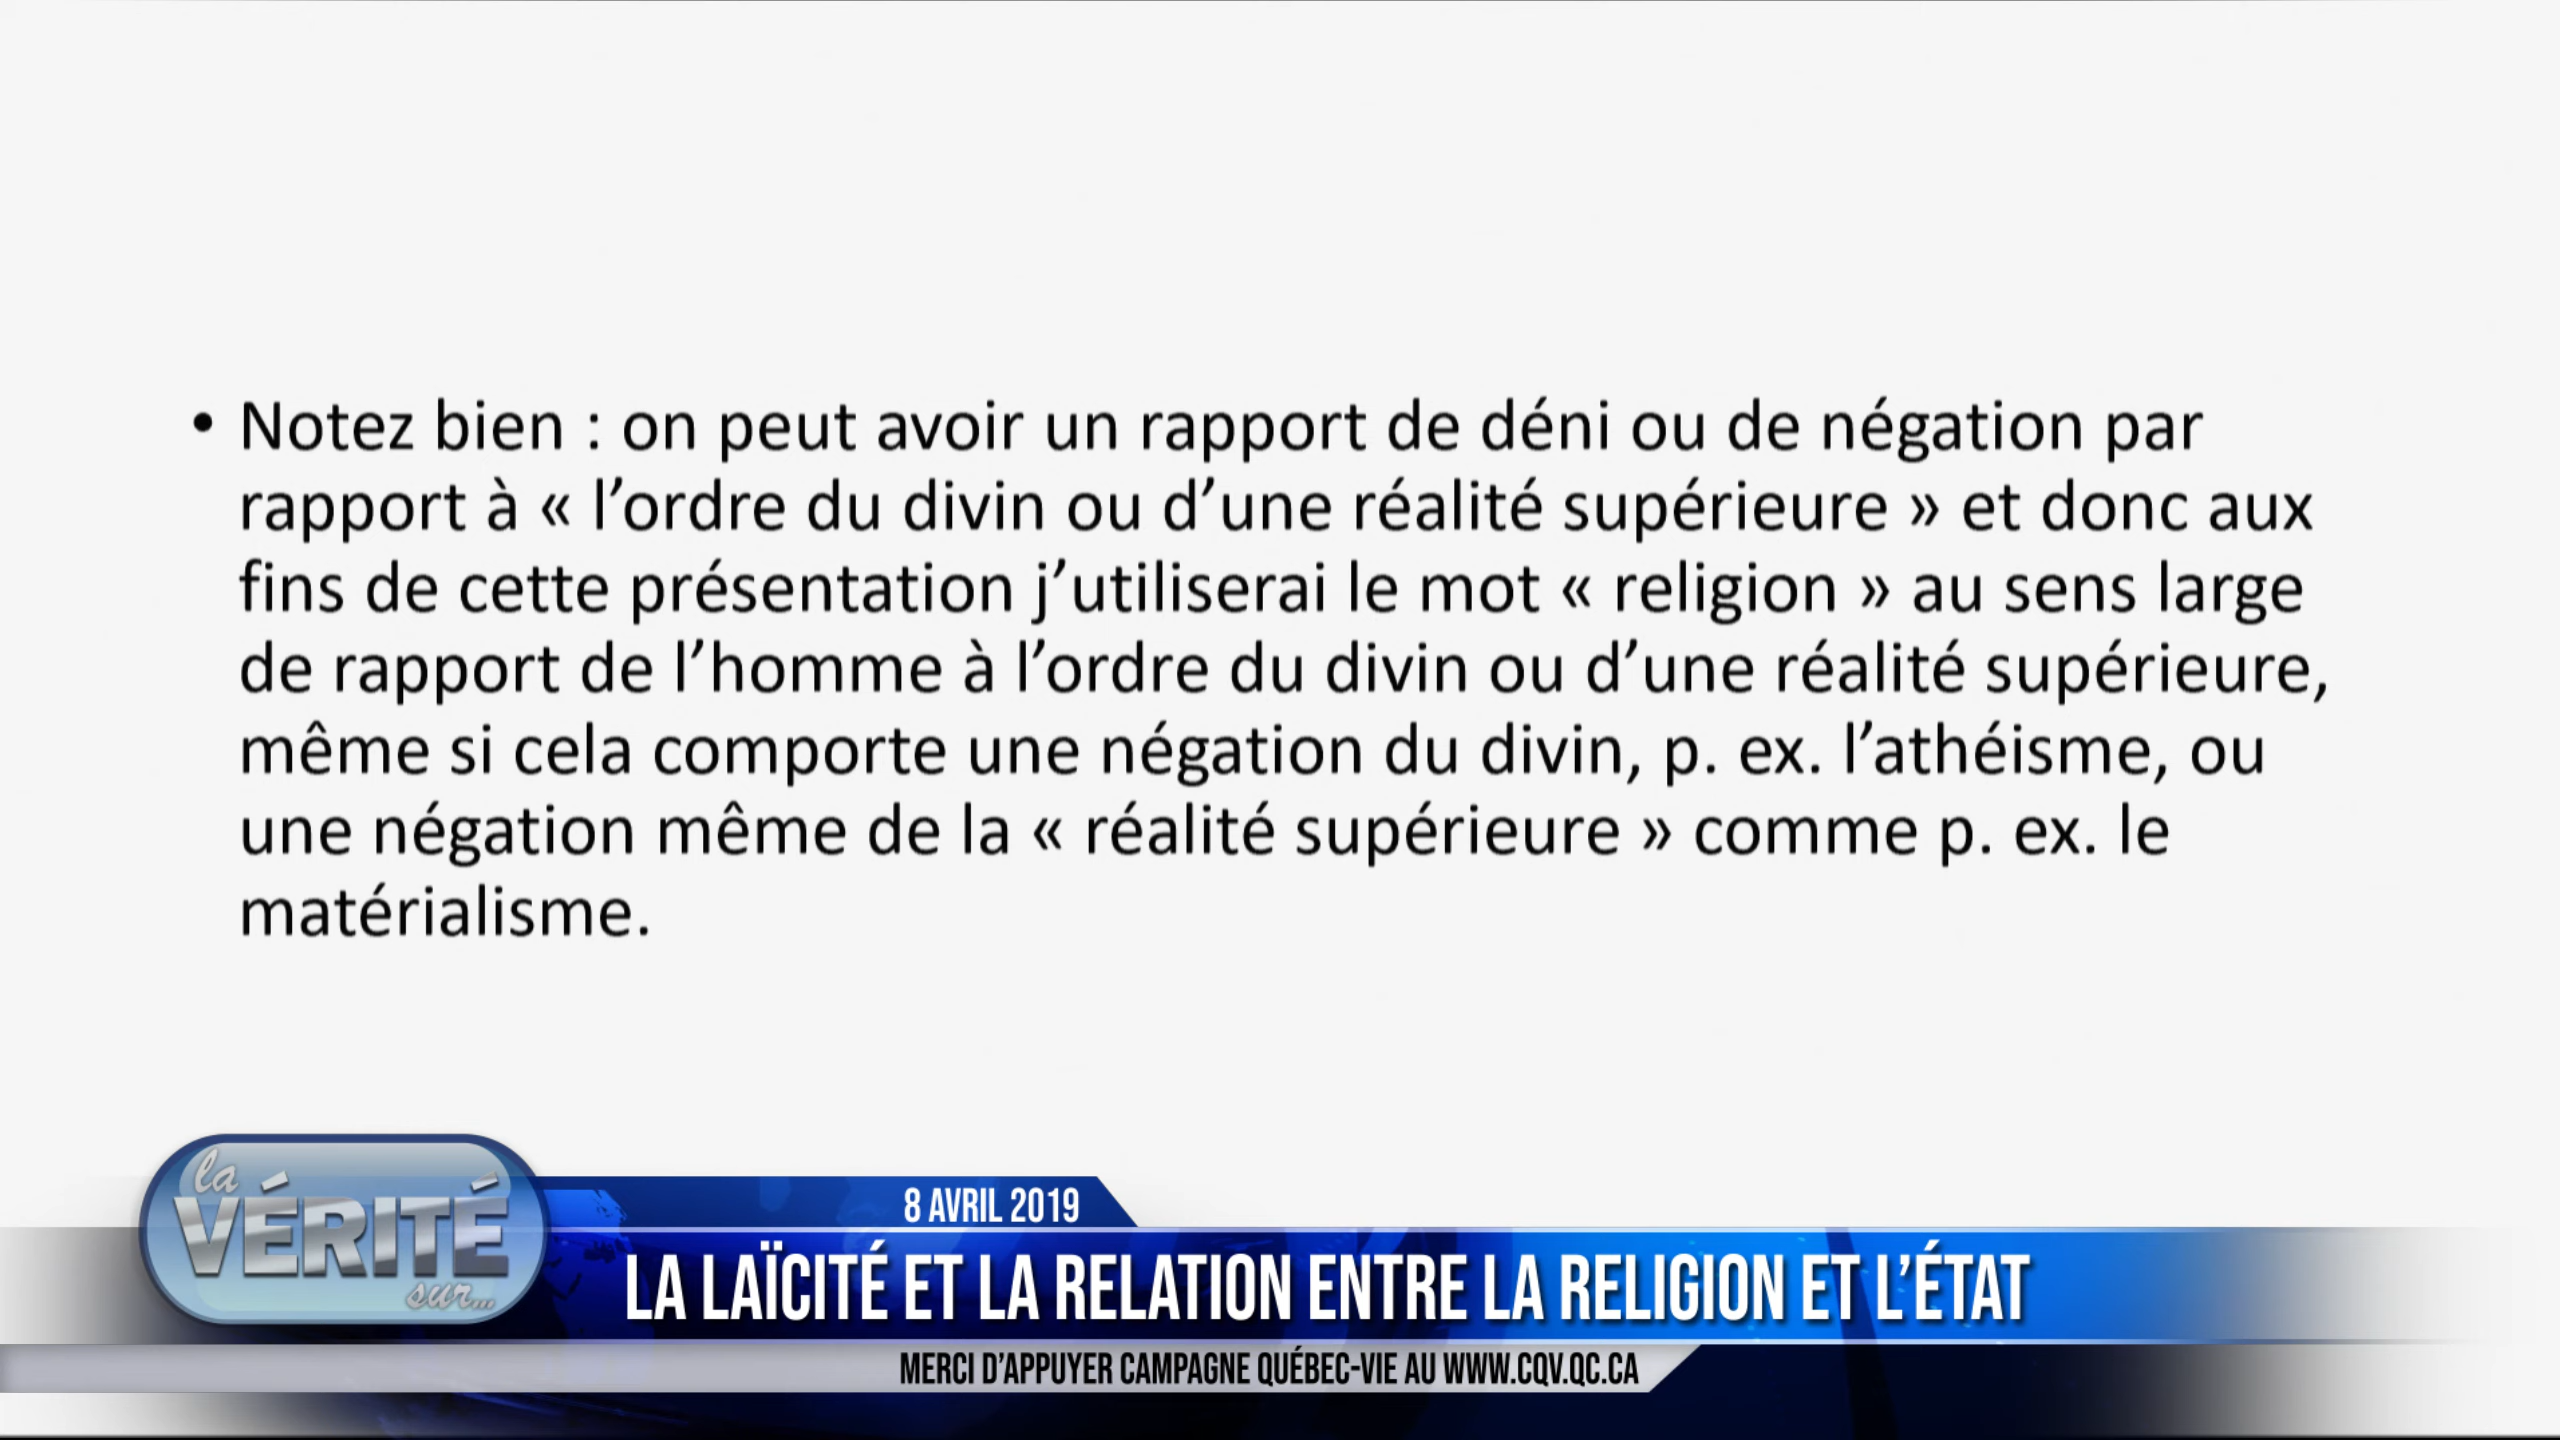 • Notez bien : on peut avoir un rapport de déni ou de négation par
rapport à « l’ordre du divin ou d’une réalité supérieure » et donc aux
fins de cette présentation j’utiliserai le mot « religion » au sens large
de rapport de l’homme à l’ordre du divin ou d’une réalité supérieure,
même si cela comporte une négation du divin, p. ex. l’athéisme, ou
une négation même de la « réalité supérieure » comme p. ex. le
matérialisme.
la
VÉRITÉ
sur...
8 AVRIL 2019
LA LAÏCITÉ ET LA RELATION ENTRE LA RELIGION ET L’ÉTAT
MERCI D’APPUYER CAMPAGNE QUÉBEC-VIE AU WWW.CQV.QC.CA